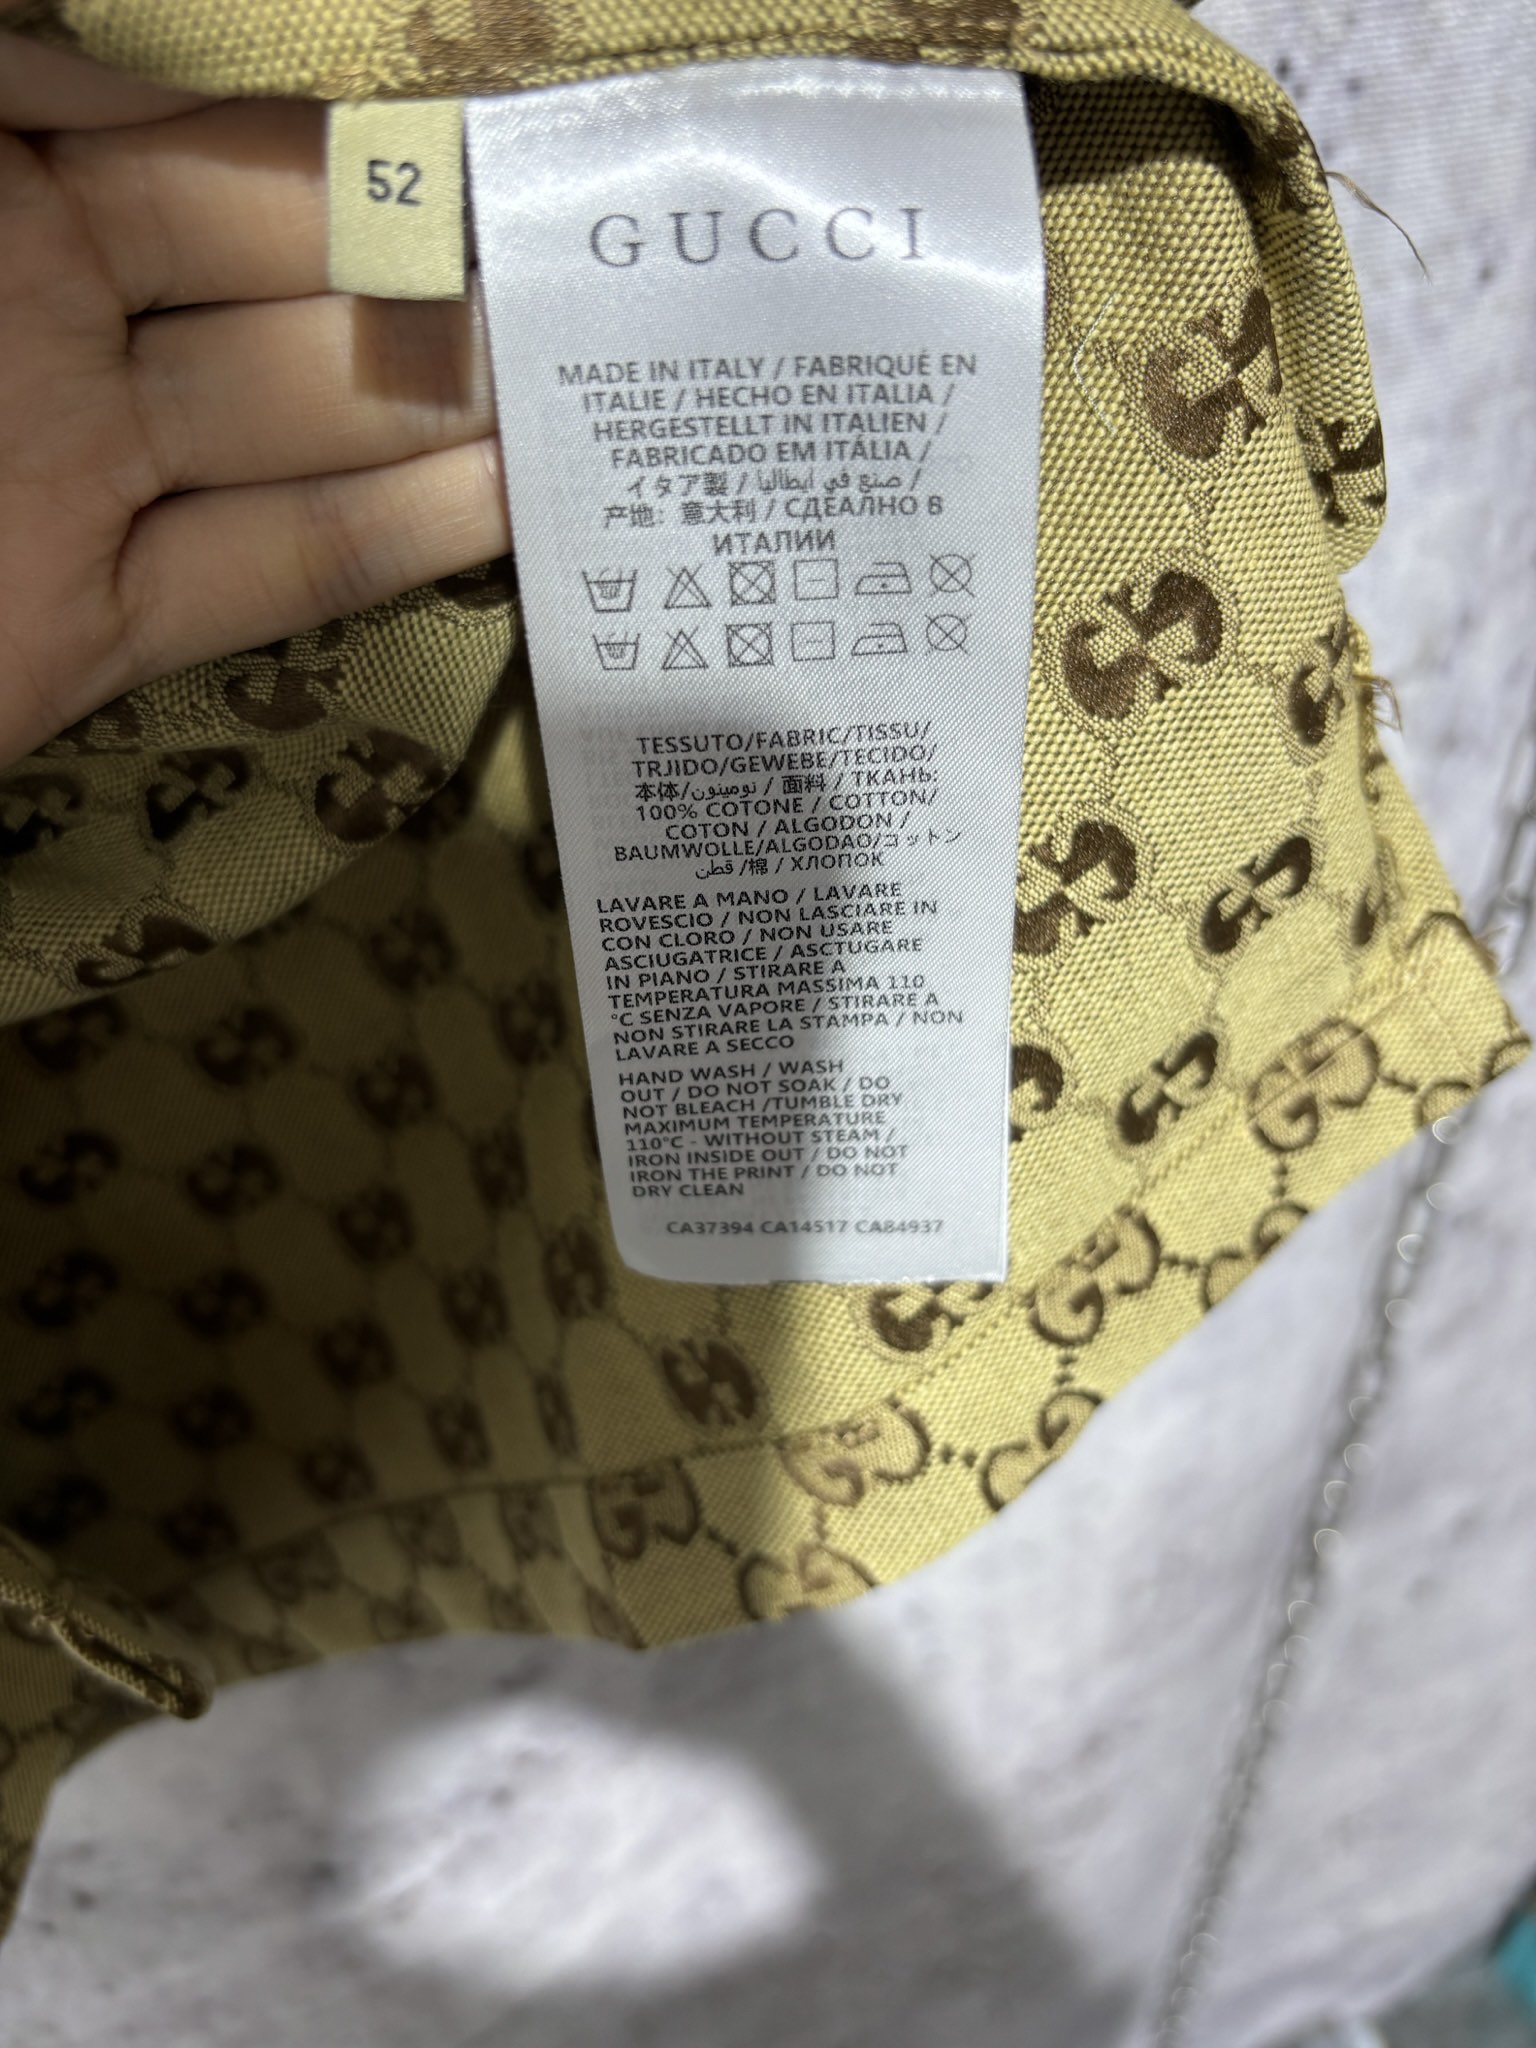 52
GUCCI
MADE IN ITALY / FABRIQUÉ EN
ITALIE / HECHO EN ITALIA /
HERGESTELLT IN ITALIEN /
FABRICADO EM ITÁLIA /
イタア製 / صنع في ايطاليا /
产地: 意大利 / СДЕАЛНО В
ИТАЛИИ
TESSUTO/FABRIC/TISSU/
TRJIDO/GEWEBE/TECIDO/
本体/نومينون / 面料 / ТКАНЬ:
100% COTONE / COTTON/
COTON / ALGODON /
BAUMWOLLE/ALGODAO/コットン
قطن /棉 / ХЛОПОК
LAVARE A MANO / LAVARE
ROVESCIO / NON LASCIARE IN
CON CLORO / NON USARE
ASCIUGATRICE / ASCTUGARE
IN PIANO / STIRARE A
TEMPERATURA MASSIMA 110
°C SENZA VAPORE / STIRARE A
NON STIRARE LA STAMPA / NON
LAVARE A SECCO
HAND WASH / WASH
OUT / DO NOT SOAK / DO
NOT BLEACH /TUMBLE DRY
MAXIMUM TEMPERATURE
110°C - WITHOUT STEAM /
IRON INSIDE OUT / DO NOT
IRON THE PRINT / DO NOT
DRY CLEAN
CA37394 CA14517 CA84937